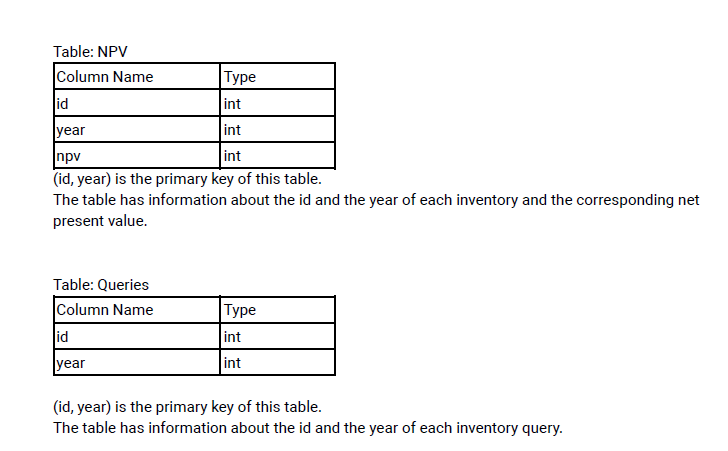 Table: NPV
Column Name Type
id int
year int
npv int
(id, year) is the primary key of this table.
The table has information about the id and the year of each inventory and the corresponding net
present value.
Table: Queries
Column Name Type
id int
year int
(id, year) is the primary key of this table.
The table has information about the id and the year of each inventory query.